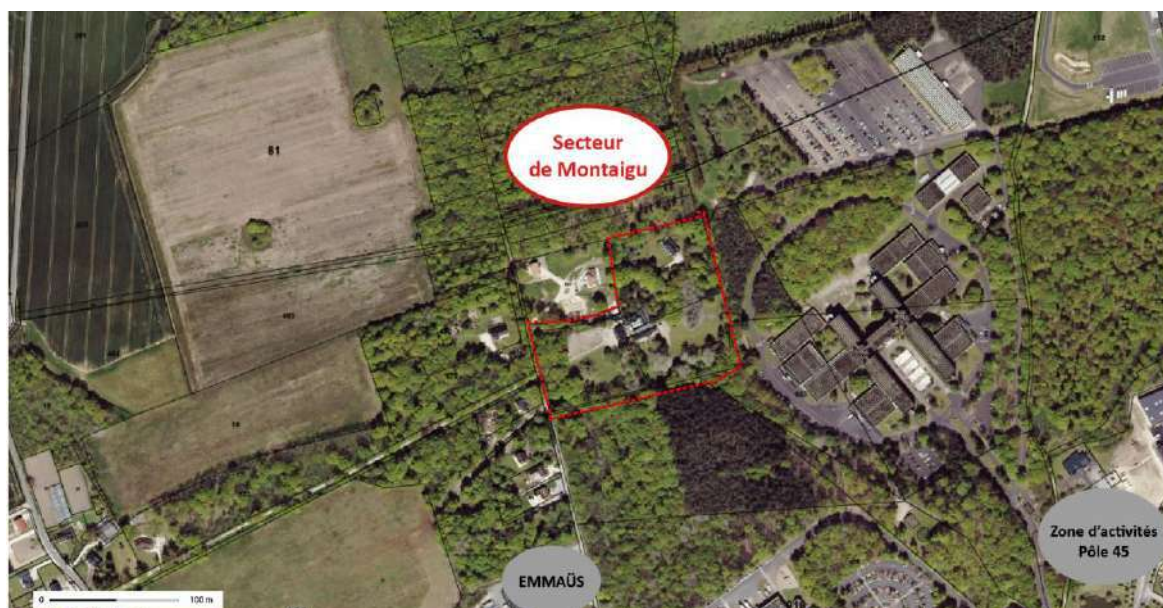 Secteur
de Montaigu
81
Zone d'activités
Pôle 45
EMMAÜS
0 100 m